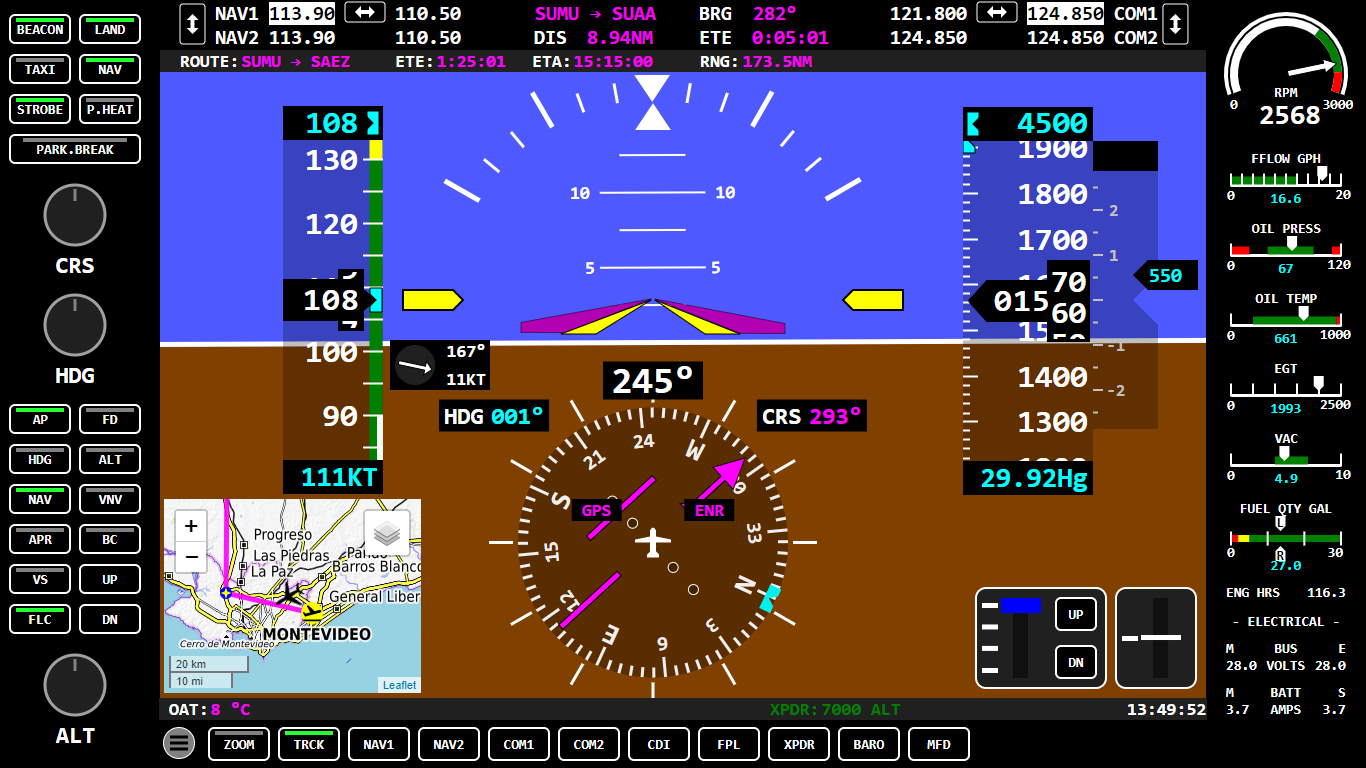 BEACON LAND
TAXI NAV
STROBE P.HEAT
PARK.BREAK
CRS
HDG
AP FD
HDG ALT
NAV VNV
APR BC
VS UP
FLC DN
ALT
NAV1 113.90 ↔ 110.50 SUMU → SUAA BRG 282° 121.800 ↔ 124.850 COM1
NAV2 113.90 110.50 DIS 8.94NM ETE 0:05:01 124.850 124.850 COM2
ROUTE:SUMU → SAEZ ETE:1:25:01 ETA:15:15:00 RNG:173.5NM
108
130
120
108
100
90
111KT
10 10
5 5
4500
1900
1800
1700
015
70
60
50
1400
1300
29.92Hg
2
1
550
-1
-2
167°
11KT
245°
HDG 001° CRS 293°
24
21 W
S
GPS ENR
15 33
12 N
E 6 3
+
−
Progreso
Las Piedras
La Paz
Barros Blanco
General Liber
MONTEVIDEO
Cerro de Montevideo
20 km
10 mi
Leaflet
UP
DN
OAT:8 °C XPDR:7000 ALT 13:49:52
ZOOM TRCK NAV1 NAV2 COM1 COM2 CDI FPL XPDR BARO MFD
RPM
0 3000
2568
FFLOW GPH
0 20
16.6
OIL PRESS
0 120
67
OIL TEMP
0 1000
661
EGT
0 2500
1993
VAC
0 10
4.9
FUEL QTY GAL
L
0 30
R
27.0
ENG HRS 116.3
- ELECTRICAL -
M BUS E
28.0 VOLTS 28.0
M BATT S
3.7 AMPS 3.7